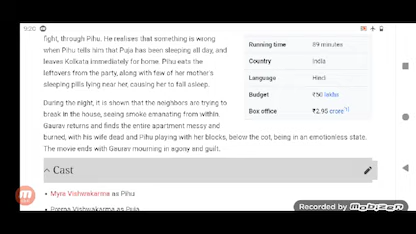 9:20
fight, through Pihu. He realises that something is wrong
when Pihu tells him that Puja has been sleeping all day, and
leaves Kolkata immediately for home. Pihu eats the
leftovers from the party, along with few of her mother's
sleeping pills lying near her, causing her to fall asleep.
Running time 89 minutes
Country India
Language Hindi
Budget ₹50 lakhs
Box office ₹2.95 crore
During the night, it is shown that the neighbors are trying to
break in the house, seeing smoke emanating from within.
Gaurav returns and finds the entire apartment messy and
burned, with his wife dead and Pihu playing with her blocks, below the cot, being in an emotionless state.
The movie ends with Gaurav mourning in agony and guilt.
Cast
• Myra Vishwakarma as Pihu
Prerna Vishwakarma as Puja
Recorded by Mobizen